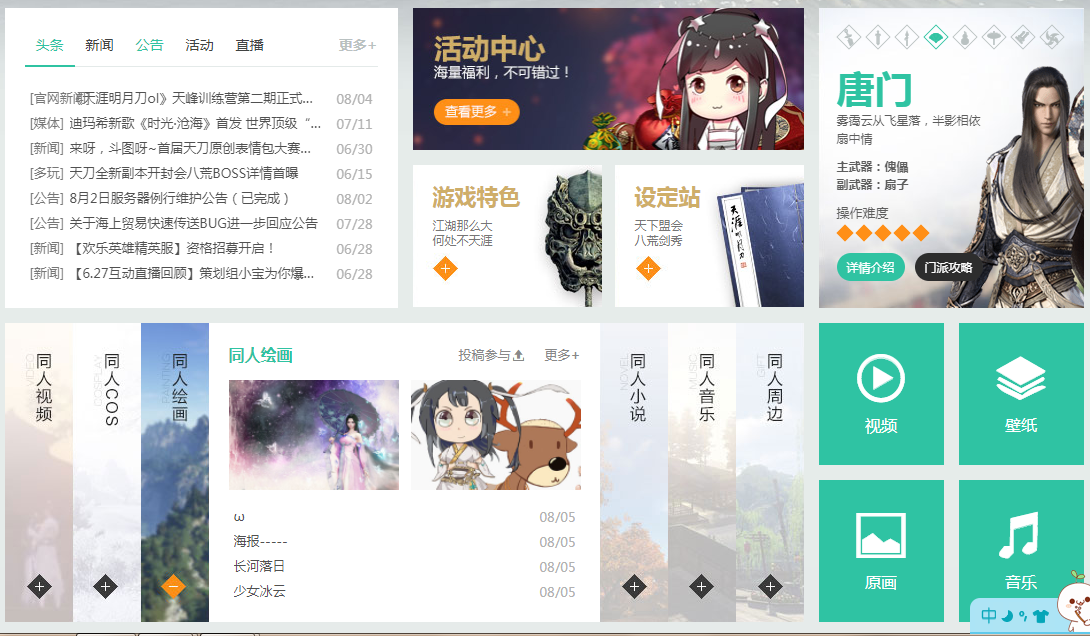 头条 新闻 公告 活动 直播 更多+
[官网新闻]《天涯明月刀ol》天峰训练营第二期正式... 08/04
[媒体] 迪玛希新歌《时光·沧海》首发 世界顶级“... 07/11
[新闻] 来呀，斗图呀~首届天刀原创表情包大赛... 06/30
[多玩] 天刀全新副本开封会八荒BOSS详情首曝 06/15
[公告] 8月2日服务器例行维护公告（已完成） 08/02
[公告] 关于海上贸易快速传送BUG进一步回应公告 07/28
[新闻] 【欢乐英雄精英服】资格招募开启！ 06/28
[新闻] 【6.27互动直播回顾】策划组小宝为你爆... 06/28
活动中心
海量福利，不可错过！
查看更多 +
游戏特色
江湖那么大
何处不天涯
设定站
天下盟会
八荒剑秀
天涯明月刀
唐门
雾霭云从飞星落，半影相依
扇中情
主武器：傀儡
副武器：扇子
操作难度
详情介绍 门派攻略
同人视频
VIDEO
同人COS
COSPLAY
同人绘画
PAINTING
同人绘画 投稿参与 更多+
ω 08/05
海报----- 08/05
长河落日 08/05
少女冰云 08/05
同人小说
NOVEL
同人音乐
MUSIC
同人周边
GIFT
视频
壁纸
原画
音乐
中